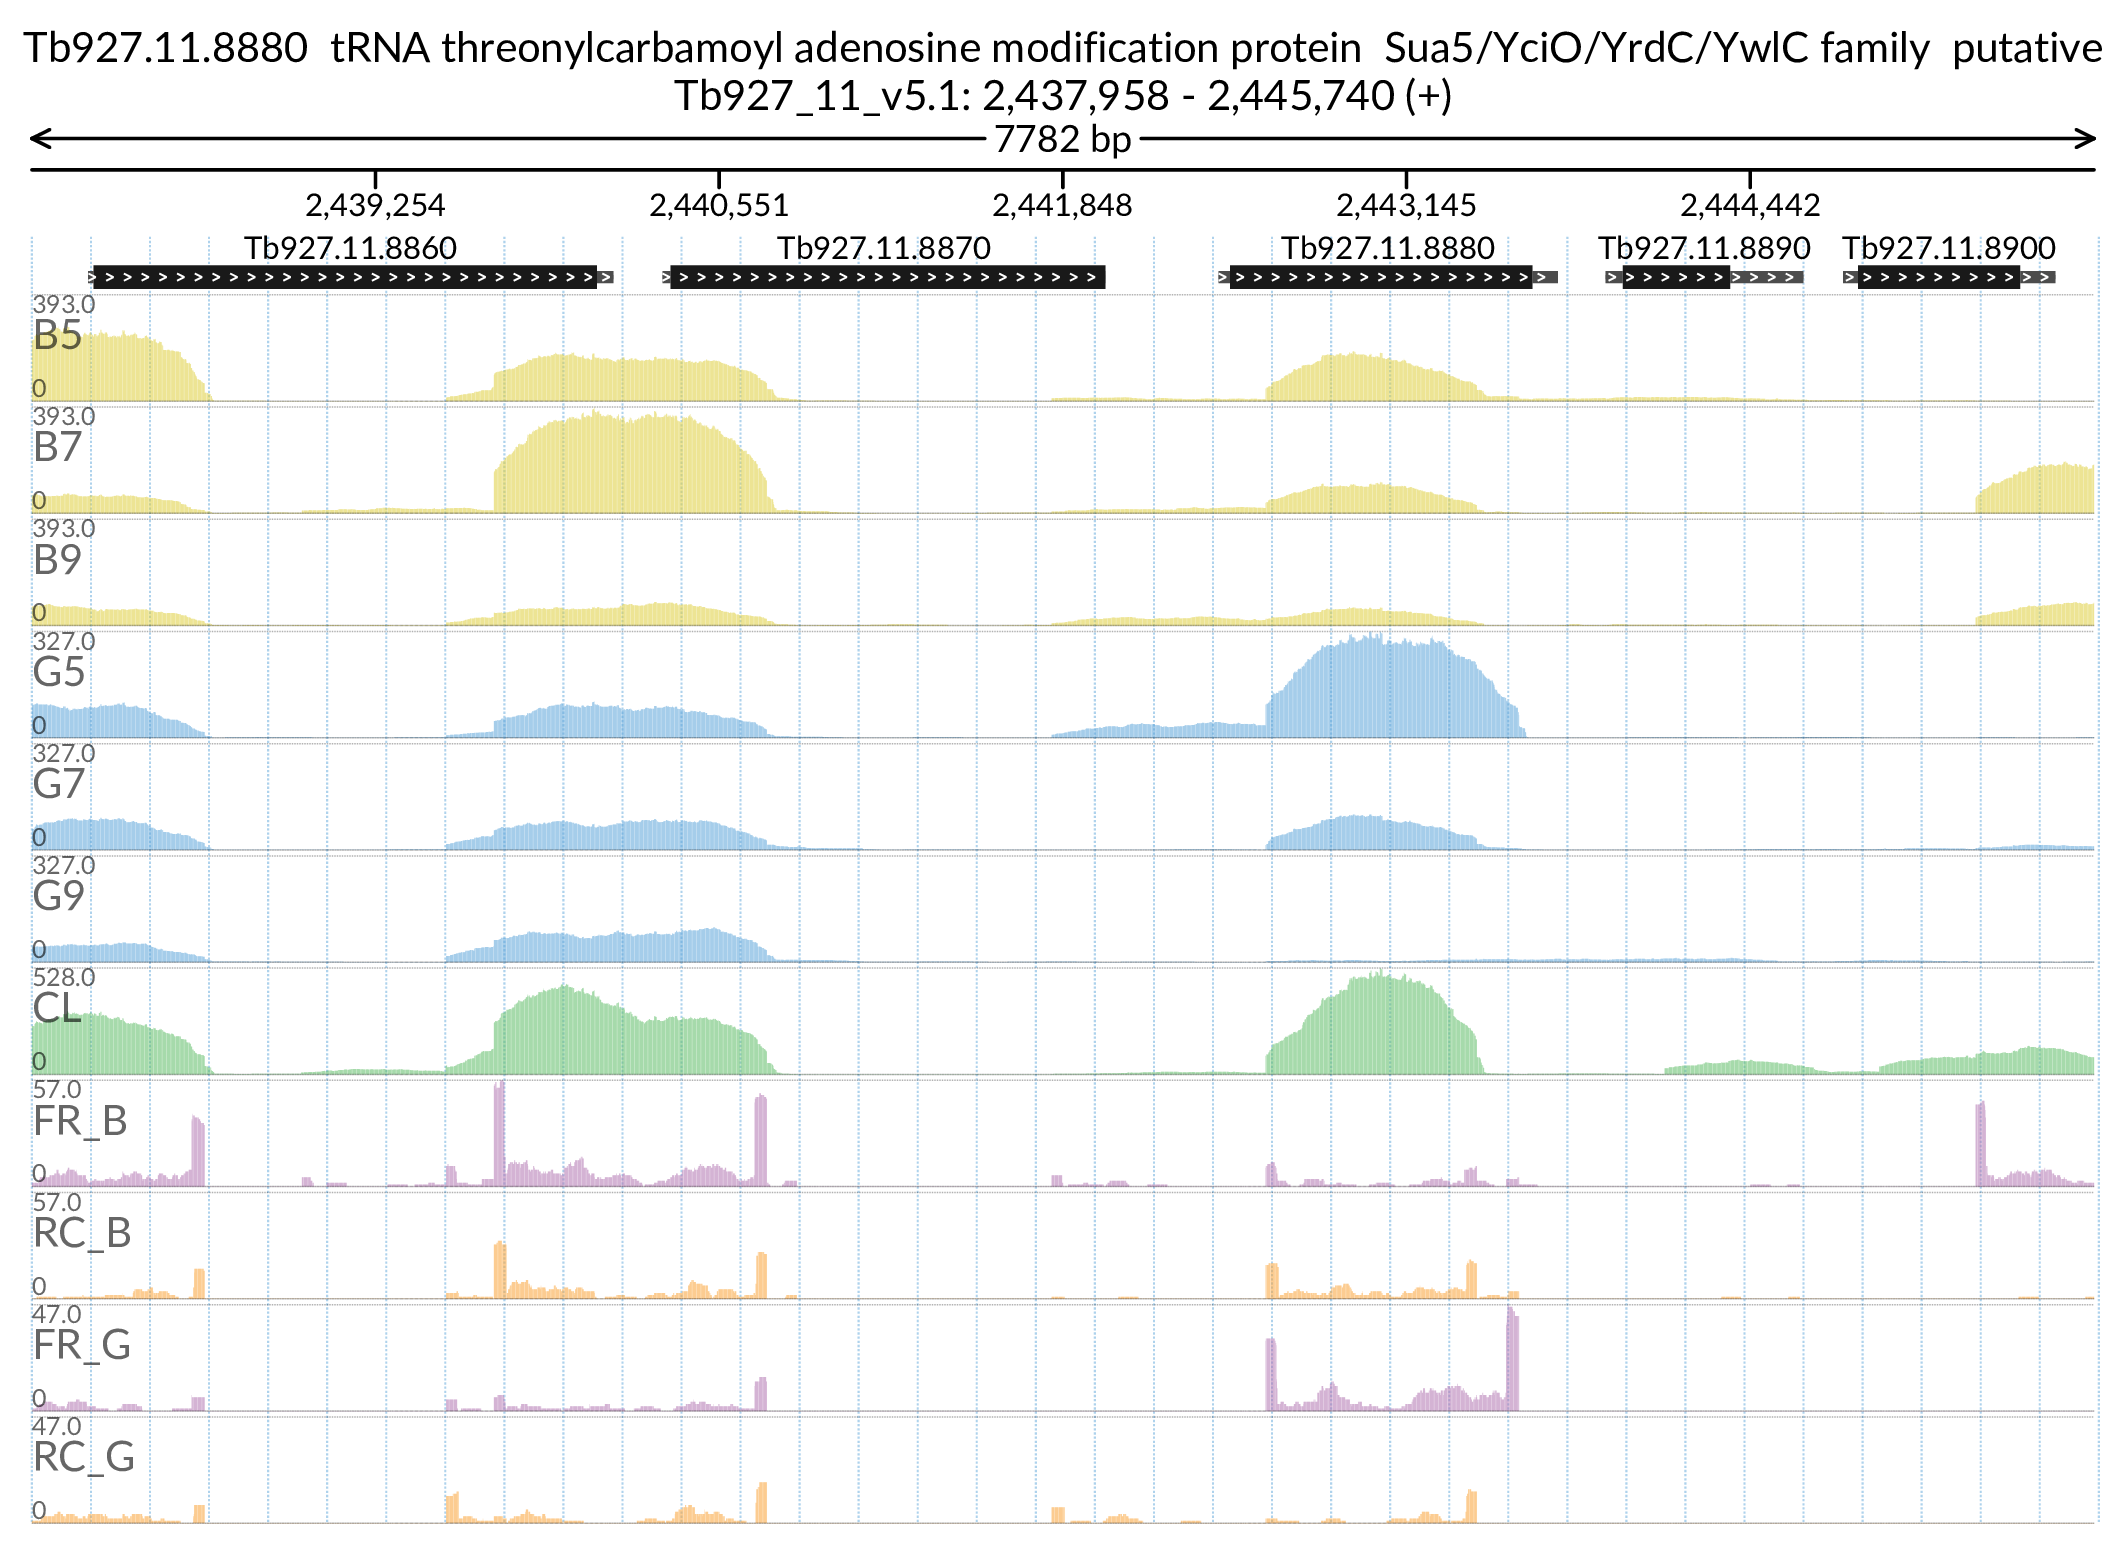 Tb927.11.8880  tRNA threonylcarbamoyl adenosine modification protein  Sua5/YciO/YrdC/YwlC family  putative
Tb927_11_v5.1: 2,437,958 - 2,445,740 (+)
7782 bp
2,439,254 2,440,551 2,441,848 2,443,145 2,444,442
Tb927.11.8860 Tb927.11.8870 Tb927.11.8880 Tb927.11.8890 Tb927.11.8900
393.0
B5
0
393.0
B7
0
393.0
B9
0
327.0
G5
0
327.0
G7
0
327.0
G9
0
528.0
CL
0
57.0
FR_B
0
57.0
RC_B
0
47.0
FR_G
0
47.0
RC_G
0